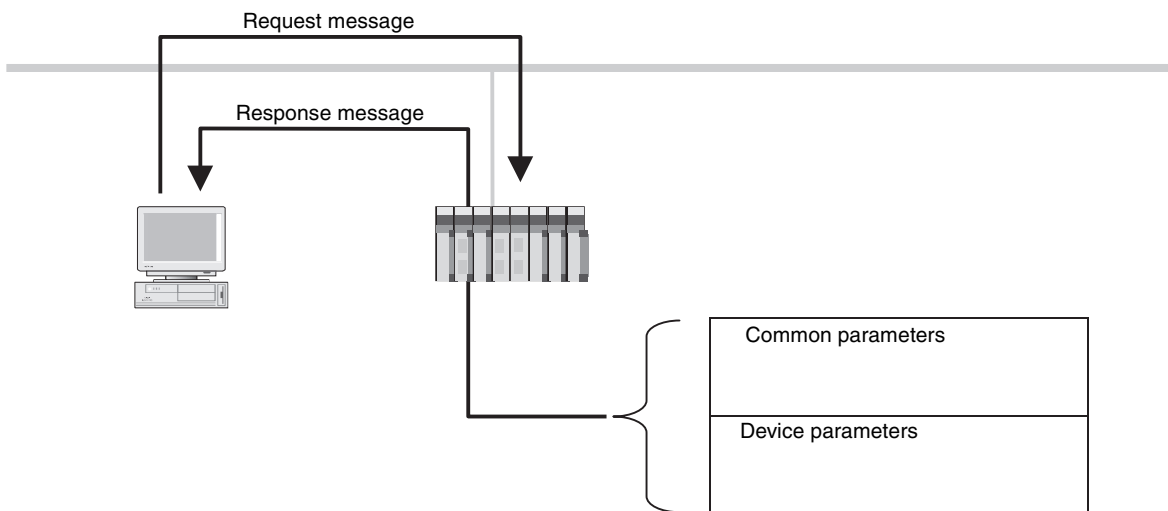 Request message
Response message
Common parameters
Device parameters